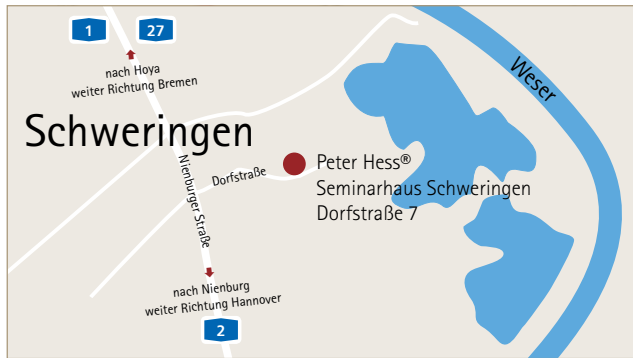 1
27
nach Hoya
weiter Richtung Bremen
Schweringen
Weser
Nienburger Straße
Dorfstraße
Peter Hess®
Seminarhaus Schweringen
Dorfstraße 7
nach Nienburg
weiter Richtung Hannover
2